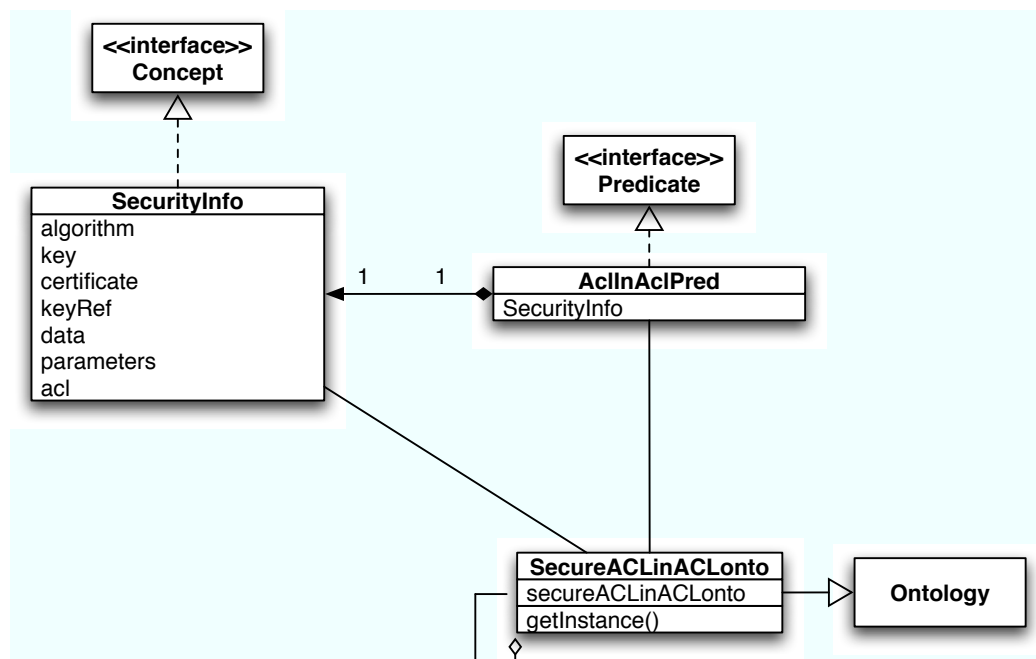 <<interface>>
Concept
<<interface>>
Predicate
SecurityInfo
algorithm
key
certificate
keyRef
data
parameters
acl
1 1
AclInAclPred
SecurityInfo
SecureACLinACLonto
secureACLinACLonto
getInstance()
Ontology